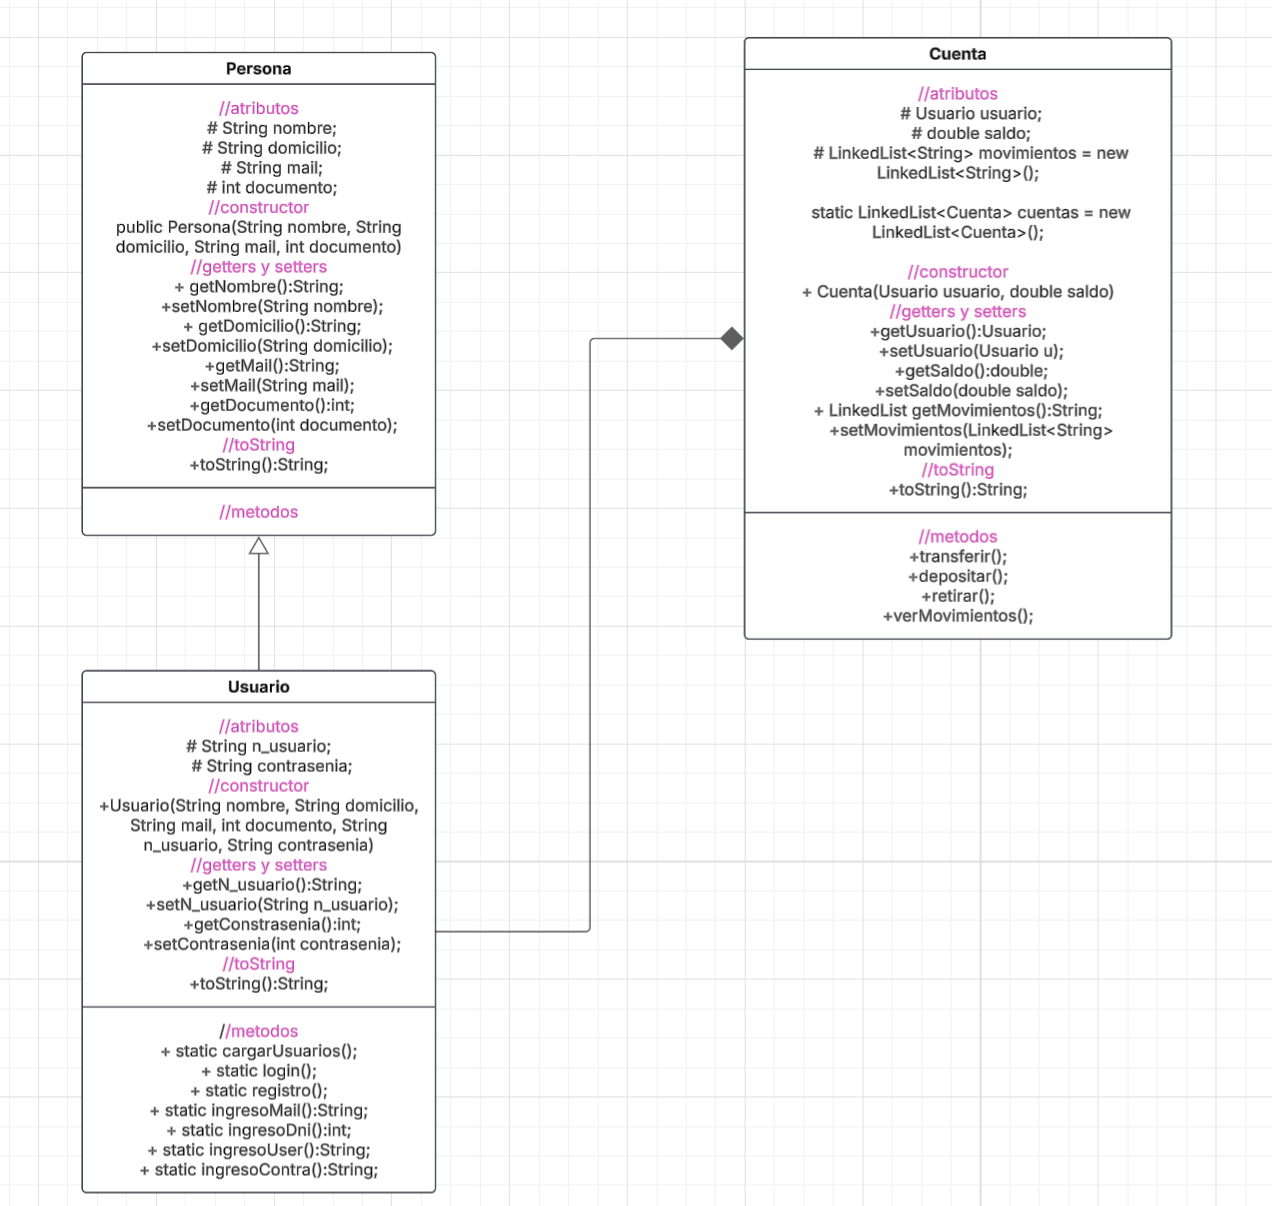 Persona
//atributos
# String nombre;
# String domicilio;
# String mail;
# int documento;
//constructor
public Persona(String nombre, String
domicilio, String mail, int documento)
//getters y setters
+ getNombre():String;
+setNombre(String nombre);
+ getDomicilio():String;
+setDomicilio(String domicilio);
+getMail():String;
+setMail(String mail);
+getDocumento():int;
+setDocumento(int documento);
//toString
+toString():String;
//metodos
Usuario
//atributos
# String n_usuario;
# String contrasenia;
//constructor
+Usuario(String nombre, String domicilio,
String mail, int documento, String
n_usuario, String contrasenia)
//getters y setters
+getN_usuario():String;
+setN_usuario(String n_usuario);
+getConstrasenia():int;
+setContrasenia(int contrasenia);
//toString
+toString():String;
//metodos
+ static cargarUsuarios();
+ static login();
+ static registro();
+ static ingresoMail():String;
+ static ingresoDni():int;
+ static ingresoUser():String;
+ static ingresoContra():String;
Cuenta
//atributos
# Usuario usuario;
# double saldo;
# LinkedList<String> movimientos = new
LinkedList<String>();
static LinkedList<Cuenta> cuentas = new
LinkedList<Cuenta>();
//constructor
+ Cuenta(Usuario usuario, double saldo)
//getters y setters
+getUsuario():Usuario;
+setUsuario(Usuario u);
+getSaldo():double;
+setSaldo(double saldo);
+ LinkedList getMovimientos():String;
+setMovimientos(LinkedList<String>
movimientos);
//toString
+toString():String;
//metodos
+transferir();
+depositar();
+retirar();
+verMovimientos();